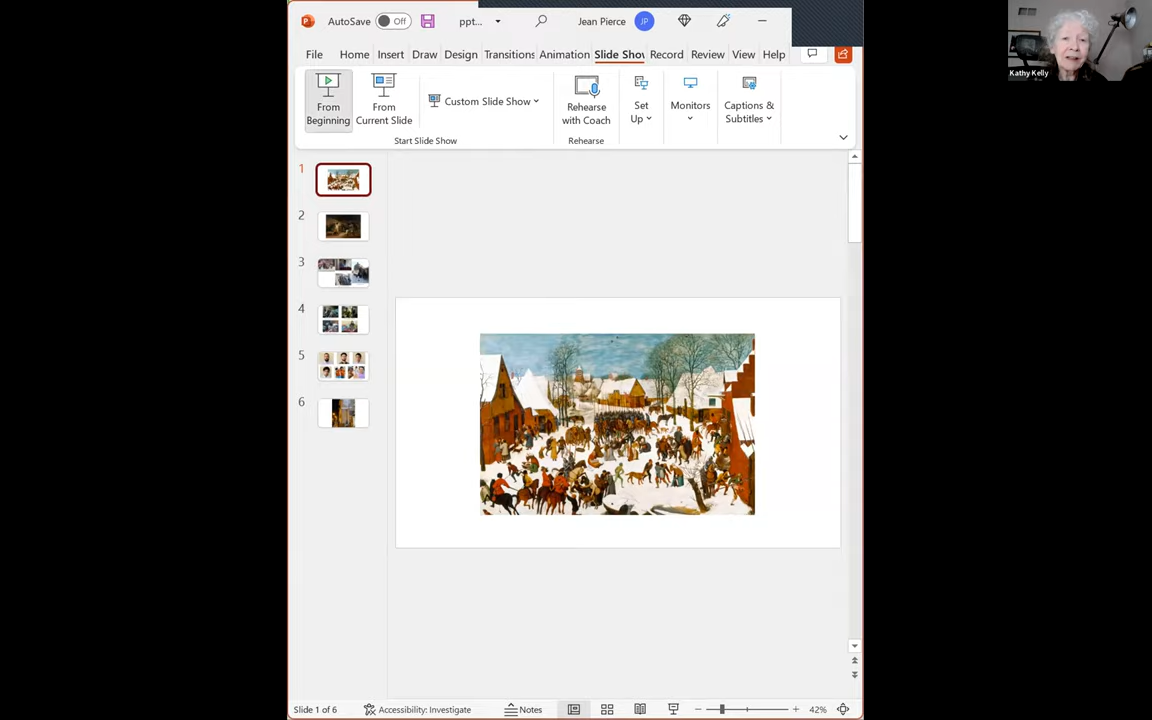 AutoSave Off ppt... Jean Pierce JP
File Home Insert Draw Design Transitions Animation Slide Shov Record Review View Help
From Beginning
From Current Slide
Custom Slide Show
Start Slide Show
Rehearse with Coach
Rehearse
Set Up
Monitors
Captions & Subtitles
1
2
3
4
5
6
Slide 1 of 6 Accessibility: Investigate Notes 42%
Kathy Kelly